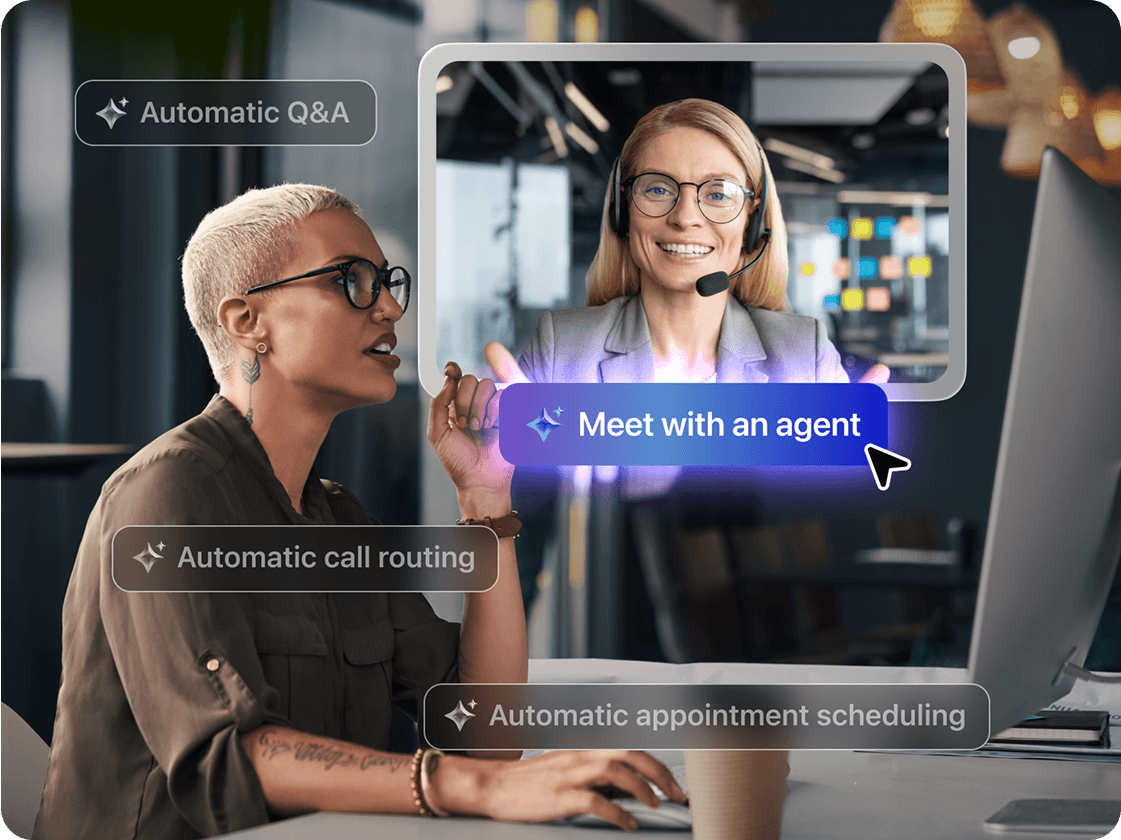 Automatic Q&A
Meet with an agent
Automatic call routing
Automatic appointment scheduling